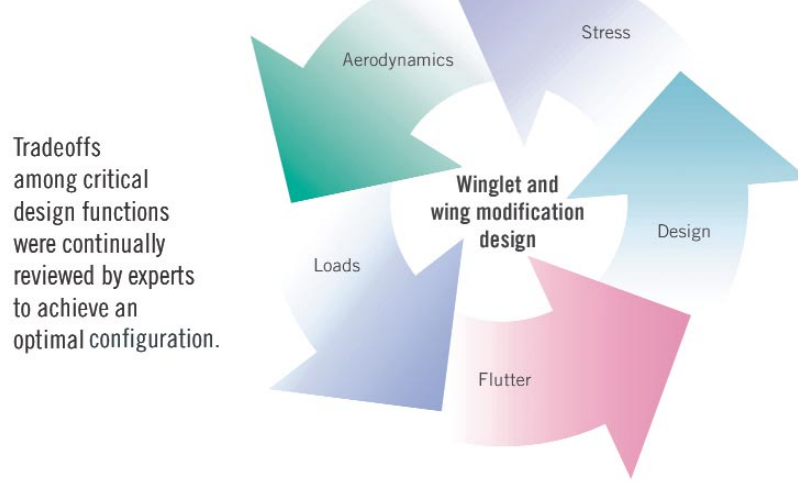 Stress
Aerodynamics
Tradeoffs
among critical
design functions
were continually
reviewed by experts
to achieve an
optimal configuration.
Winglet and
wing modification
design
Design
Loads
Flutter